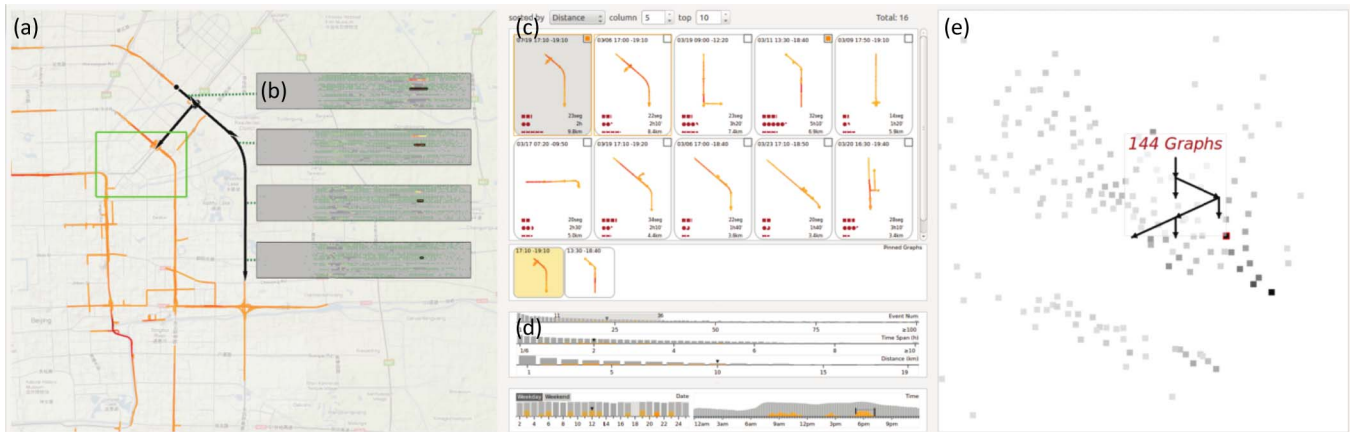 (a)
Beijing
(b)
sorted by Distance column 5 top 10 Total: 16
(c)
07/19 17:10 -19:10
23seg
2h
9.8km
03/06 17:00 -19:10
22seg
2h10'
8.4km
03/19 09:00 -12:20
23seg
3h20'
7.4km
03/11 13:30 -18:40
32seg
5h10'
6.9km
03/09 17:50 -19:10
14seg
1h20'
5.9km
03/17 07:20 -09:50
20seg
2h30'
5.0km
03/19 17:10 -19:20
34seg
2h10'
4.4km
03/06 17:00 -18:40
22seg
1h40'
3.8km
03/23 17:10 -18:50
20seg
1h40'
3.4km
03/20 16:30 -19:40
28seg
3h10'
3.4km
Pinned Graphs
17:10 -19:10
13:30 -18:40
(d)
Event Num
25 50 75 ≥100
Time Span (h)
1/6 2 4 6 8 ≥10
Distance (km)
1 5 10 15 19
Weekday Weekend Date
2 4 6 8 10 12 14 16 18 20 22 24
Time
12am 3am 6am 9am 12pm 3pm 6pm 9pm
(e)
144 Graphs